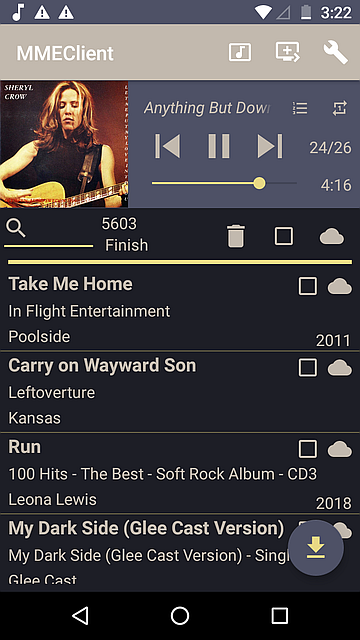 3:22
MMEClient
SHERYL
CROW
Anything But Down
24/26
4:16
5603
Finish
Take Me Home
In Flight Entertainment
Poolside
2011
Carry on Wayward Son
Leftoverture
Kansas
Run
100 Hits - The Best - Soft Rock Album - CD3
Leona Lewis
2018
My Dark Side (Glee Cast Version)
My Dark Side (Glee Cast Version) - Singl
Glee Cast